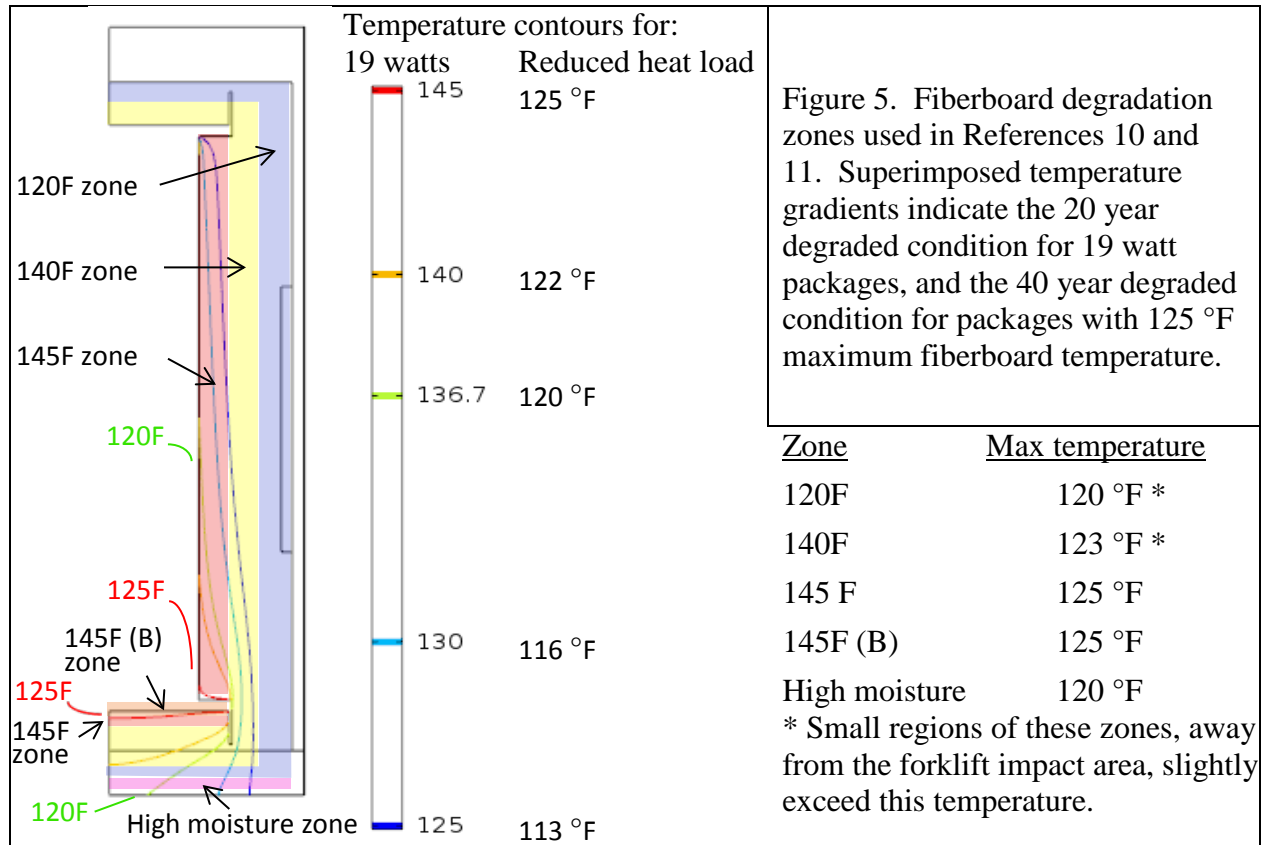 Temperature contours for:
19 watts Reduced heat load
145 125 °F
140 122 °F
136.7 120 °F
130 116 °F
125 113 °F
120F zone
140F zone
145F zone
120F
125F
145F (B)
zone
125F
145F
zone
120F
High moisture zone
Figure 5. Fiberboard degradation
zones used in References 10 and
11. Superimposed temperature
gradients indicate the 20 year
degraded condition for 19 watt
packages, and the 40 year degraded
condition for packages with 125 °F
maximum fiberboard temperature.
Zone Max temperature
120F 120 °F *
140F 123 °F *
145 F 125 °F
145F (B) 125 °F
High moisture 120 °F
* Small regions of these zones, away
from the forklift impact area, slightly
exceed this temperature.